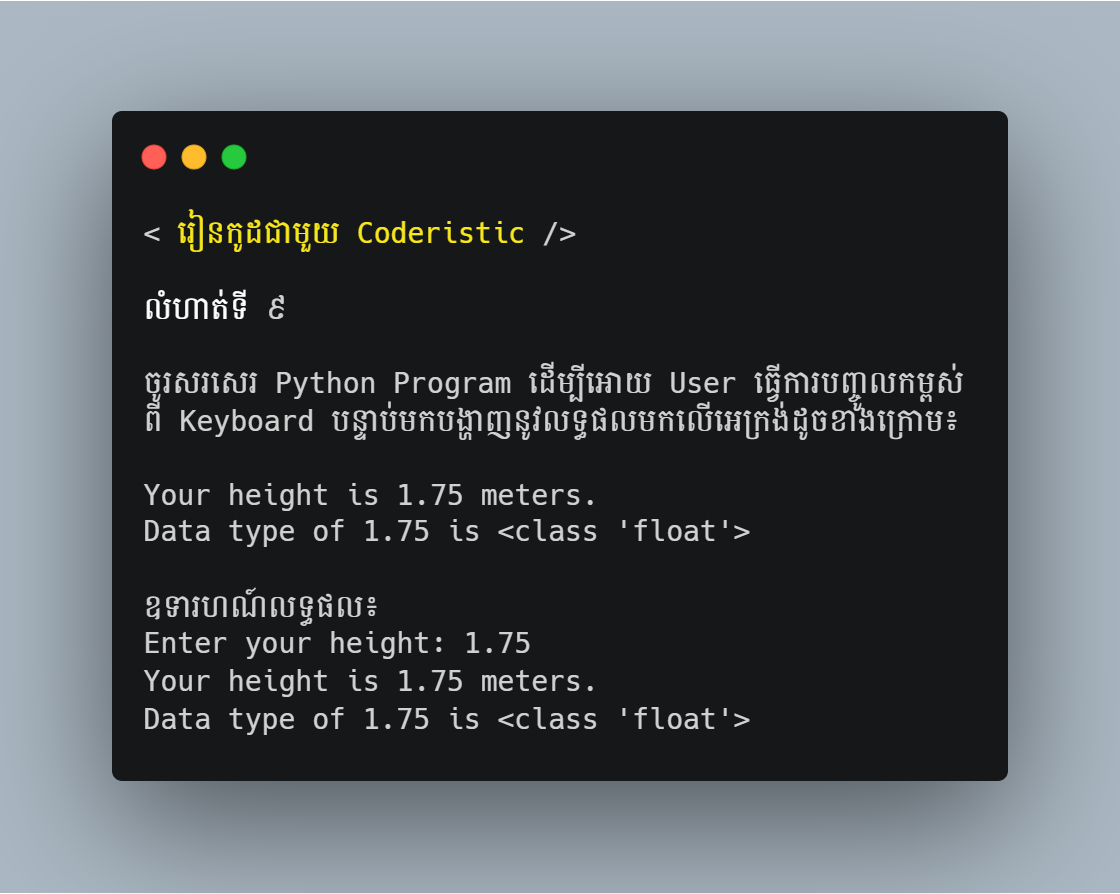 < រៀនកូដជាមួយ Coderistic />
លំហាត់ទី ៩
ចូរសរសេរ Python Program ដើម្បីអោយ User ធ្វើការបញ្ចូលកម្ពស់
ពី Keyboard បន្ទាប់មកបង្ហាញនូវលទ្ធផលមកលើអេក្រង់ដូចខាងក្រោម៖
Your height is 1.75 meters.
Data type of 1.75 is <class 'float'>
ឧទារហណ៍លទ្ធផល៖
Enter your height: 1.75
Your height is 1.75 meters.
Data type of 1.75 is <class 'float'>